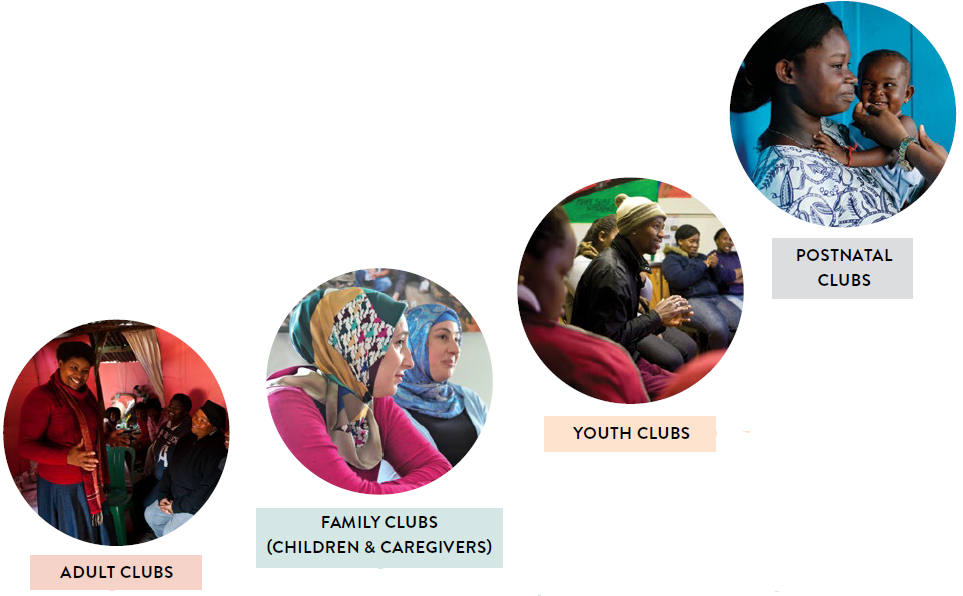 POSTNATAL
CLUBS
YOUTH CLUBS
FAMILY CLUBS
(CHILDREN & CAREGIVERS)
ADULT CLUBS